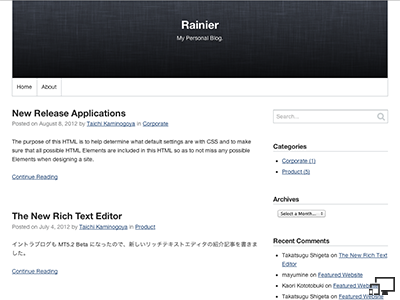 Rainier
My Personal Blog.
Home About
New Release Applications
Posted on August 8, 2012 by Taichi Kaminogoya in Corporate
The purpose of this HTML is to help determine what default settings are with CSS and to make
sure that all possible HTML Elements are included in this HTML so as to not miss any possible
Elements when designing a site.
Continue Reading
The New Rich Text Editor
Posted on July 4, 2012 by Taichi Kaminogoya in Product
イントラブログも MT5.2 Beta になったので、新しいリッチテキストエディタの紹介記事を書きま
した。
Continue Reading
Search...
Categories
Corporate (1)
Product (5)
Archives
Select a Month...
Recent Comments
Takatsugu Shigeta on The New Rich Text
Editor
mayumine on Featured Website
Kaori Kototobuki on Featured Website
Takatsugu Shigeta on Featured Website